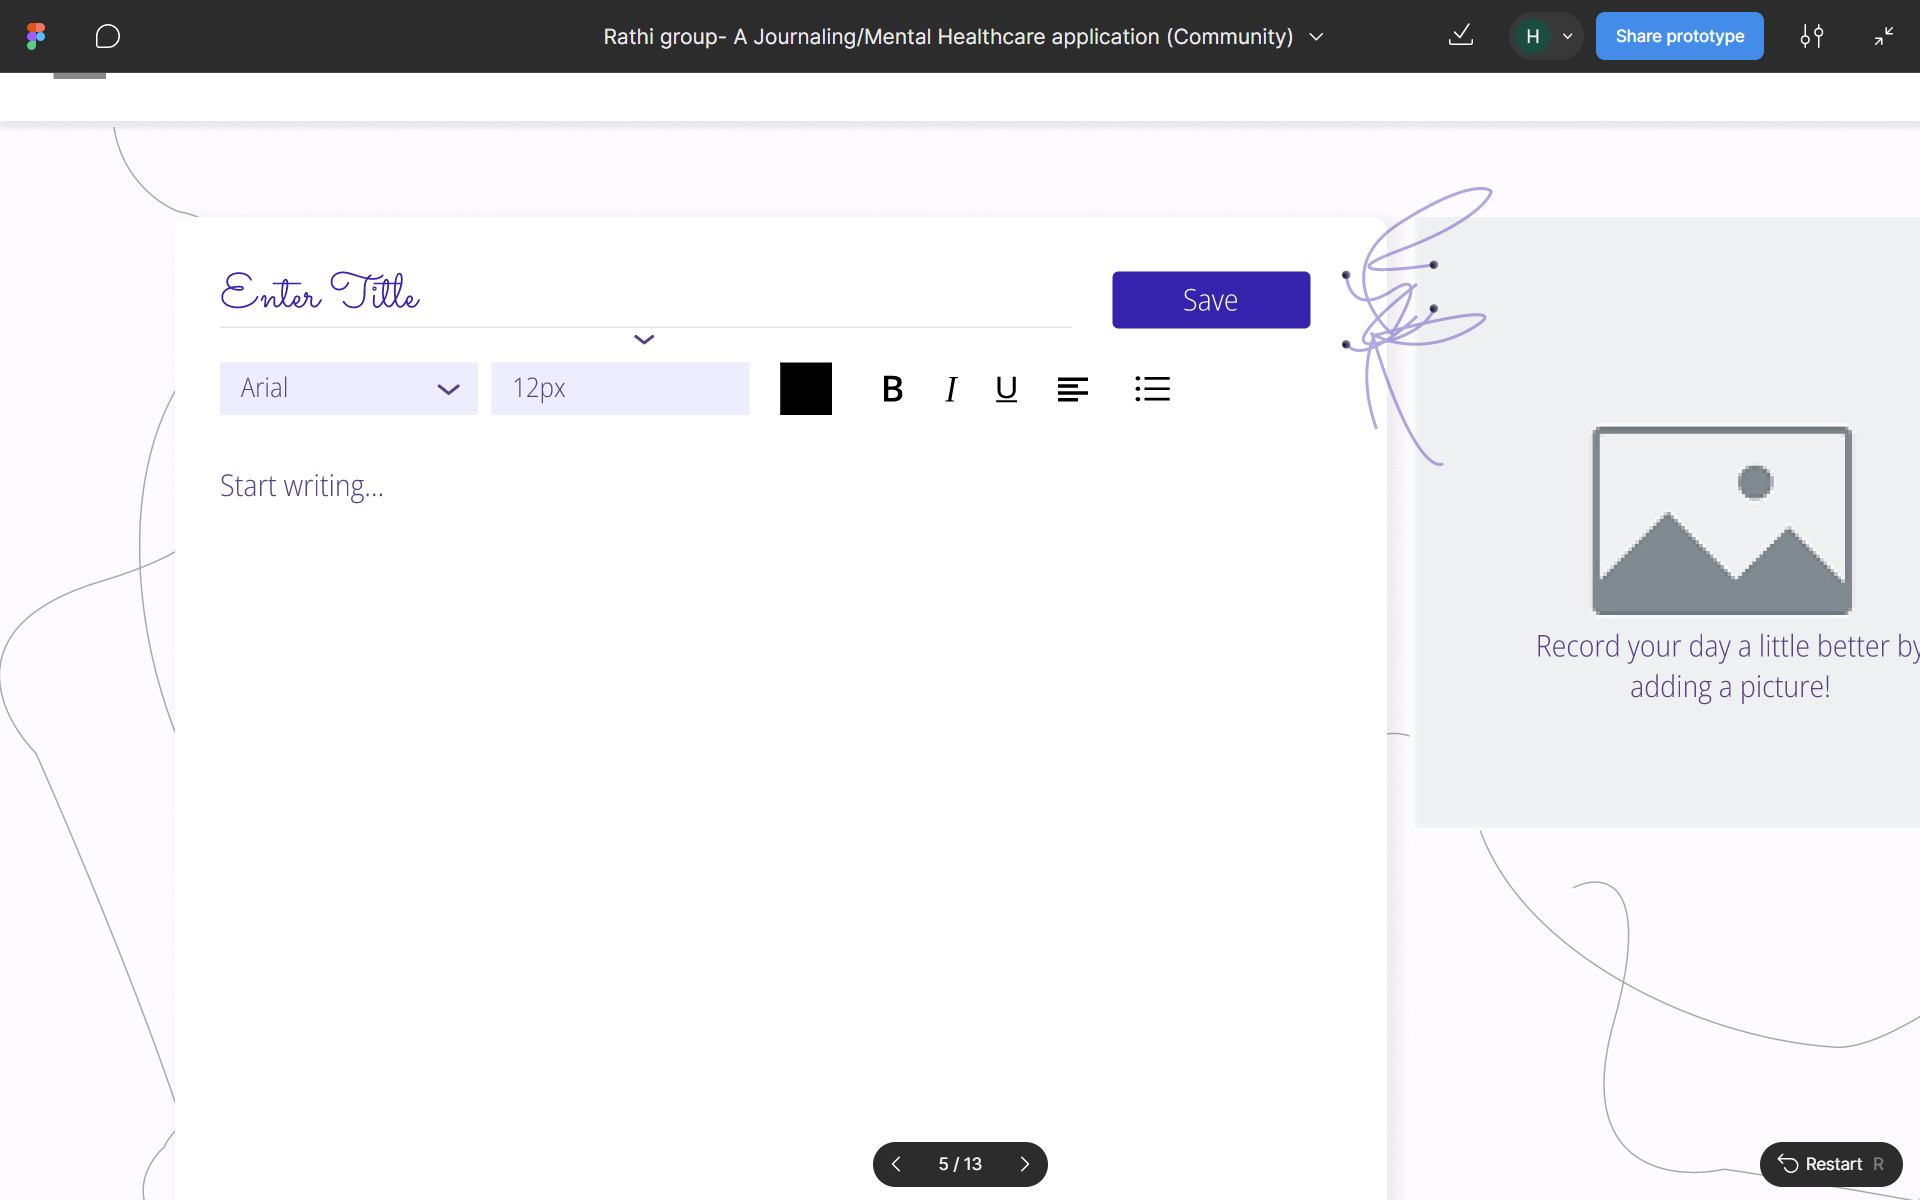 Rathi group- A Journaling/Mental Healthcare application (Community)
H
Share prototype
Enter Title
Save
Arial
12px
B I U
Start writing...
Record your day a little better by
adding a picture!
5 / 13
Restart R